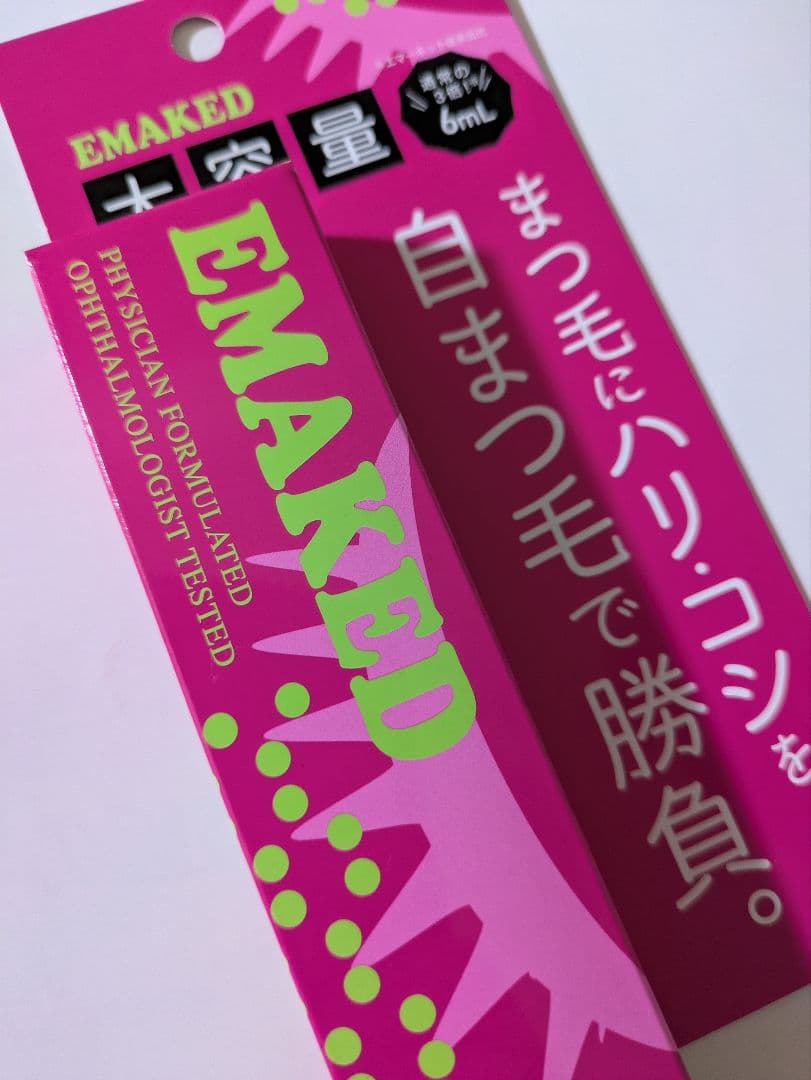 EMAKED
大容量
通常の
3倍!*
6mL
まつ毛にハリ・コシを
自まつ毛で勝負。
EMAKED
PHYSICIAN FORMULATED
OPHTHALMOLOGIST TESTED